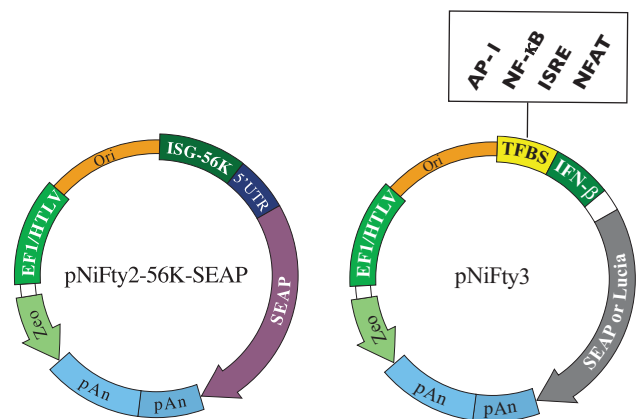 AP-1
NF-κB
ISRE
NFAT
Ori
ISG-56K
5'UTR
SEAP
pAn
pAn
Zeo
EF1/HTLV
pNiFty2-56K-SEAP
Ori
TFBS
IFN-β
SEAP or Lucia
pAn
pAn
Zeo
EF1/HTLV
pNiFty3